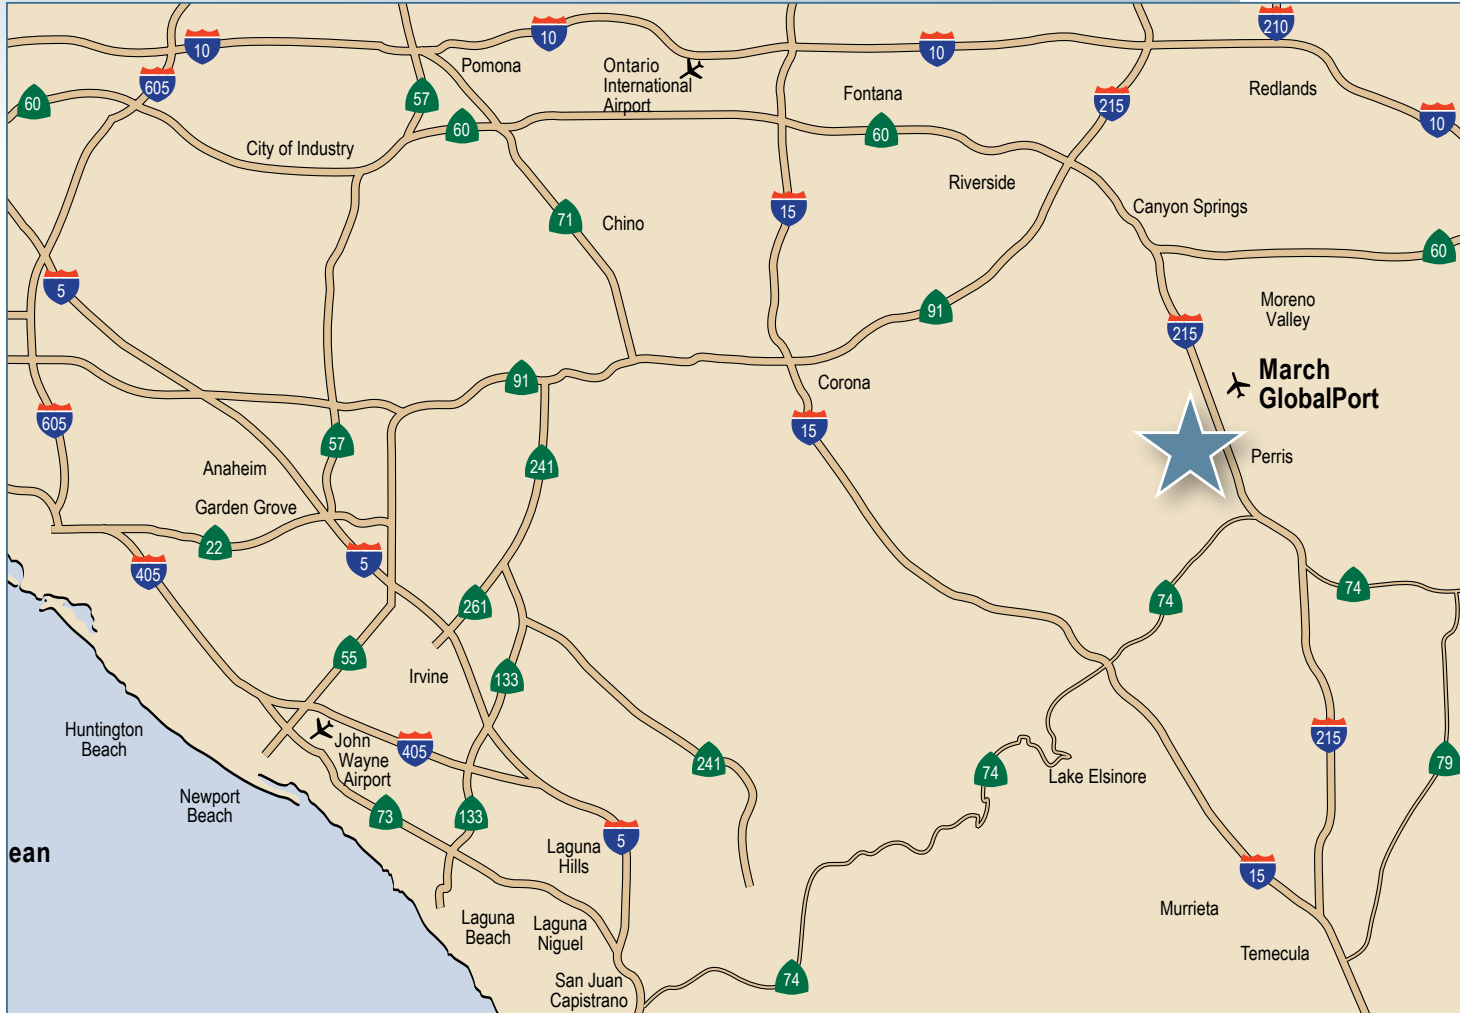 210
10
10
10
Pomona
Ontario
International
Airport
605
57
Fontana
215
Redlands
60
60
60
10
City of Industry
Riverside
Canyon Springs
15
71
Chino
60
5
Moreno
Valley
91
215
March
GlobalPort
91
Corona
605
15
57
241
Perris
Anaheim
Garden Grove
22
5
405
261
74
74
55
Irvine
133
Huntington
Beach
John
Wayne
Airport
405
215
241
74
Lake Elsinore
79
Newport
Beach
73
133
5
ean
Laguna
Hills
15
Murrieta
Laguna
Beach
Laguna
Niguel
Temecula
San Juan
Capistrano
74